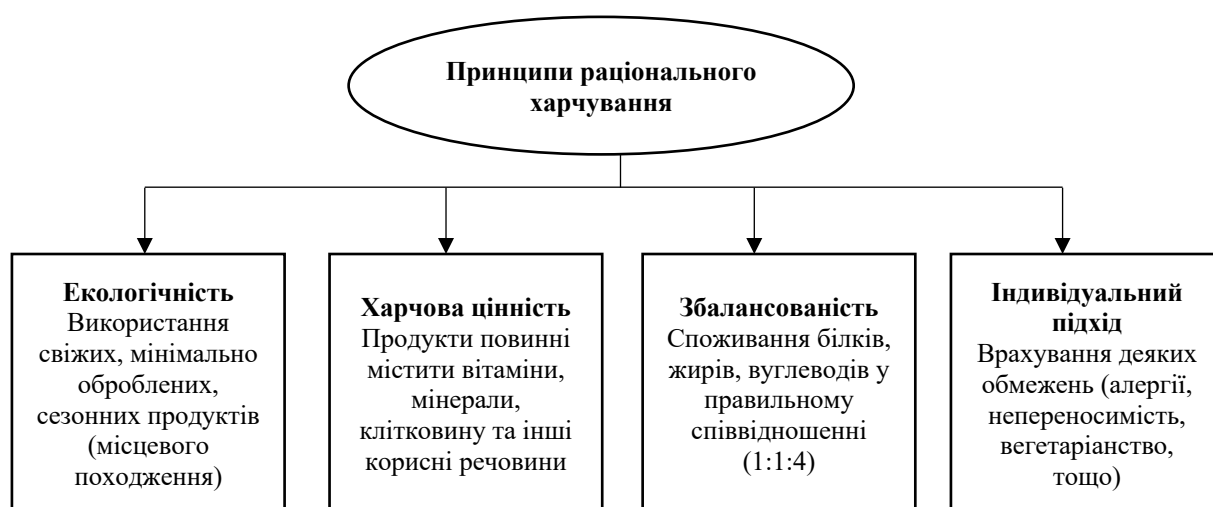 Принципи раціонального
харчування
Екологічність
Використання
свіжих, мінімально
оброблених,
сезонних продуктів
(місцевого
походження)
Харчова цінність
Продукти повинні
містити вітаміни,
мінерали,
клітковину та інші
корисні речовини
Збалансованість
Споживання білків,
жирів, вуглеводів у
правильному
співвідношенні
(1:1:4)
Індивідуальний
підхід
Врахування деяких
обмежень (алергії,
непереносимість,
вегетаріанство,
тощо)